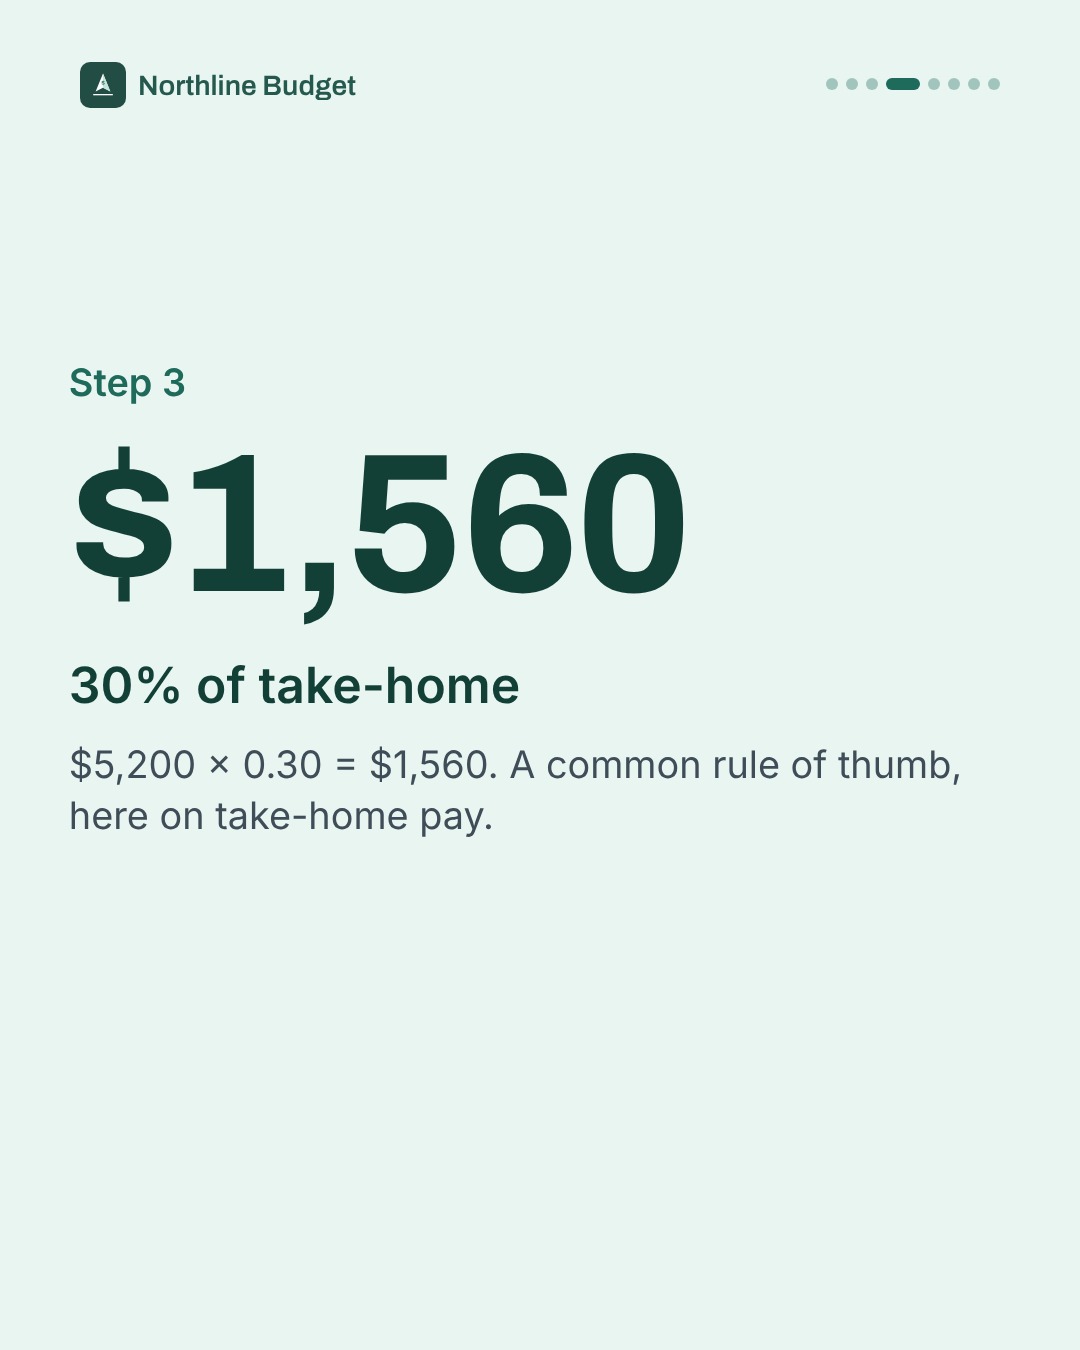 Northline Budget
Step 3
$1,560
30% of take-home
$5,200 × 0.30 = $1,560. A common rule of thumb,
here on take-home pay.